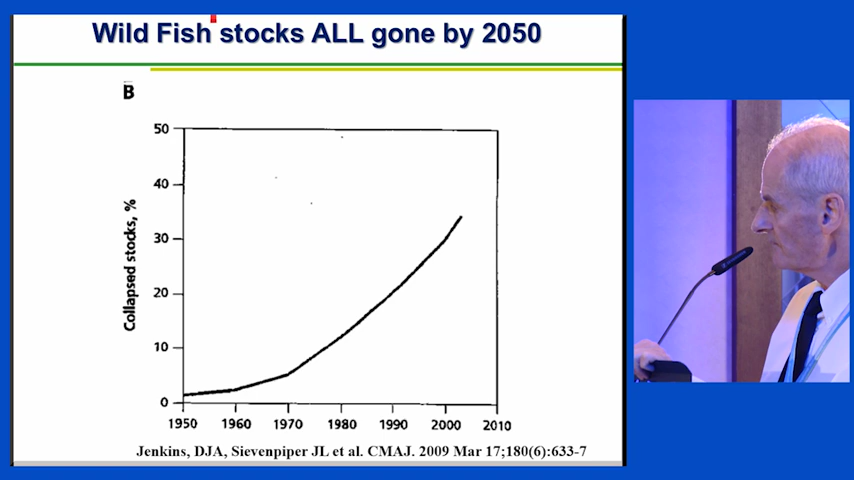 Wild Fish stocks ALL gone by 2050
B
50
40
30
20
10
0
Collapsed stocks, %
1950 1960 1970 1980 1990 2000 2010
Jenkins, DJA, Sievenpiper JL et al. CMAJ. 2009 Mar 17;180(6):633-7